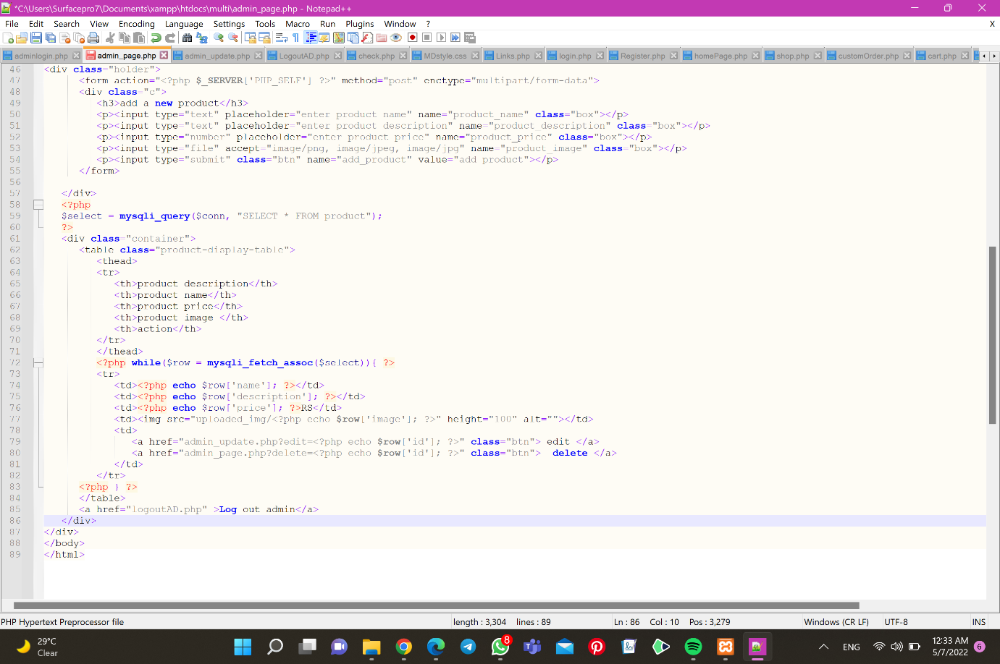 *C:\Users\Surfacepro7\Documents\xampp\htdocs\multi\admin_page.php - Notepad++
File Edit Search View Encoding Language Settings Tools Macro Run Plugins Window ? X
adminlogin.php admin_page.php admin_update.php LogoutAD.php check.php MDstyle.css Links.php login.php Register.php homePage.php shop.php customOrder.php cart.php
46 <div class="holder">
47 <form action="<?php $_SERVER['PHP_SELF'] ?>" method="post" enctype="multipart/form-data">
48 <div class="c">
49 <h3>add a new product</h3>
50 <p><input type="text" placeholder="enter product name" name="product_name" class="box"></p>
51 <p><input type="text" placeholder="enter product description" name="product_description" class="box"></p>
52 <p><input type="number" placeholder="enter product price" name="product_price" class="box"></p>
53 <p><input type="file" accept="image/png, image/jpeg, image/jpg" name="product_image" class="box"></p>
54 <p><input type="submit" class="btn" name="add_product" value="add product"></p>
55 </form>
56
57 </div>
58 <?php
59 $select = mysqli_query($conn, "SELECT * FROM product");
60 ?>
61 <div class="container">
62 <table class="product-display-table">
63 <thead>
64 <tr>
65 <th>product description</th>
66 <th>product name</th>
67 <th>product price</th>
68 <th>product image </th>
69 <th>action</th>
70 </tr>
71 </thead>
72 <?php while($row = mysqli_fetch_assoc($select)){ ?>
73 <tr>
74 <td><?php echo $row['name']; ?></td>
75 <td><?php echo $row['description']; ?></td>
76 <td><?php echo $row['price']; ?>RS</td>
77 <td><img src="uploaded_img/<?php echo $row['image']; ?>" height="100" alt=""></td>
78 <td>
79 <a href="admin_update.php?edit=<?php echo $row['id']; ?>" class="btn"> edit </a>
80 <a href="admin_page.php?delete=<?php echo $row['id']; ?>" class="btn"> delete </a>
81 </td>
82 </tr>
83 <?php } ?>
84 </table>
85 <a href="logoutAD.php" >Log out admin</a>
86 </div>
87 </div>
88 </body>
89 </html>
PHP Hypertext Preprocessor file length : 3,304 lines : 89 Ln : 86 Col : 10 Pos : 3,279 Windows (CR LF) UTF-8 INS
29°C
Clear
8
ENG
12:33 AM
5/7/2022
6